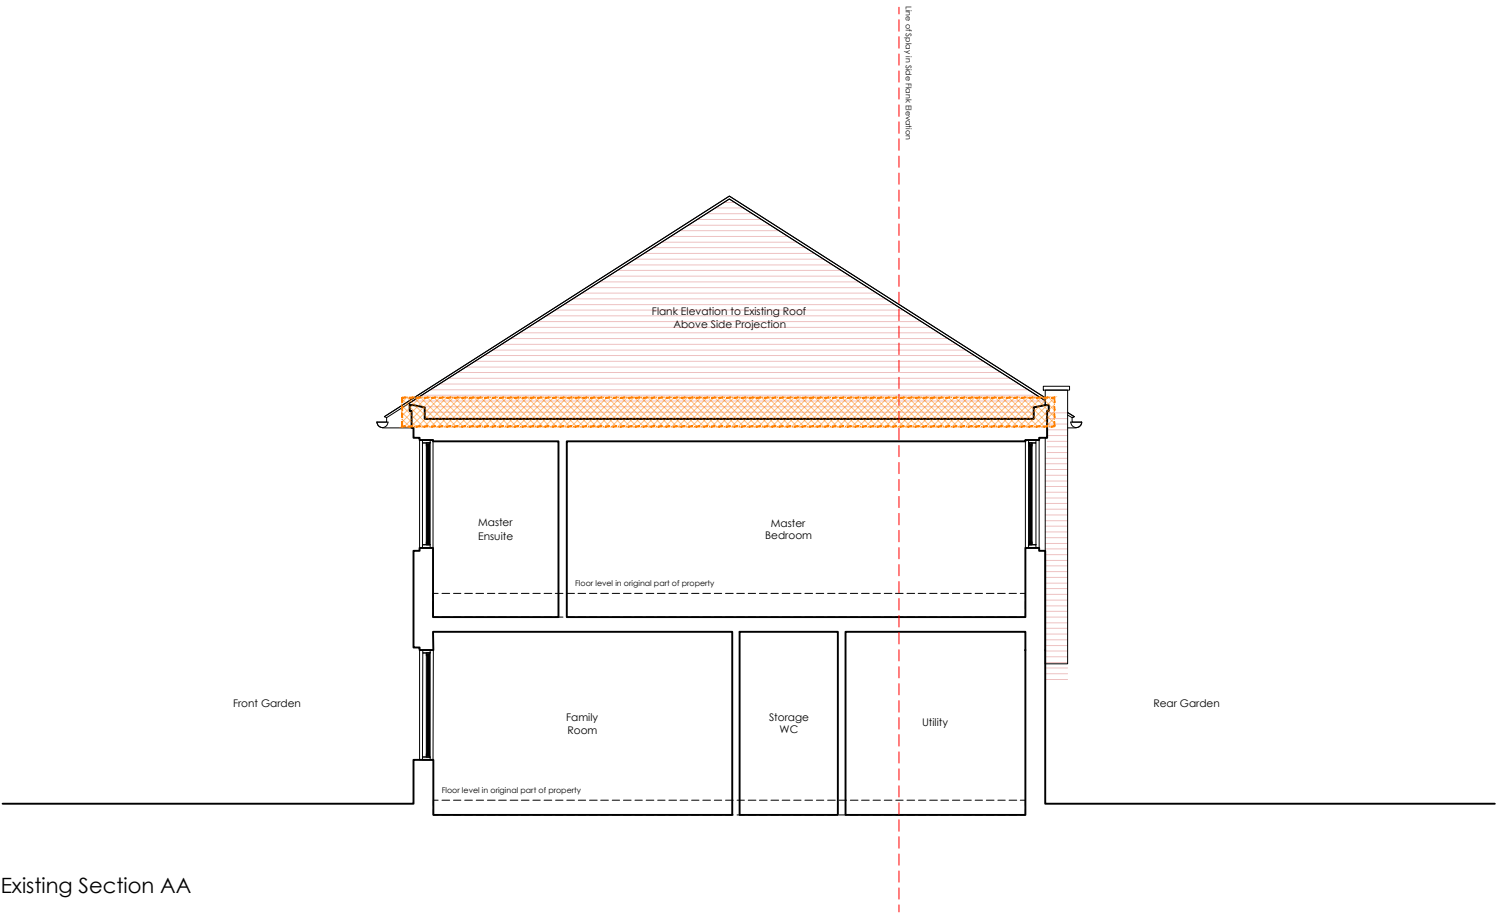 Line of Splay in Side Flank Elevation
Flank Elevation to Existing Roof
Above Side Projection
Master
Ensuite
Master
Bedroom
Floor level in original part of property
Front Garden
Family
Room
Storage
WC
Utility
Rear Garden
Floor level in original part of property
Existing Section AA